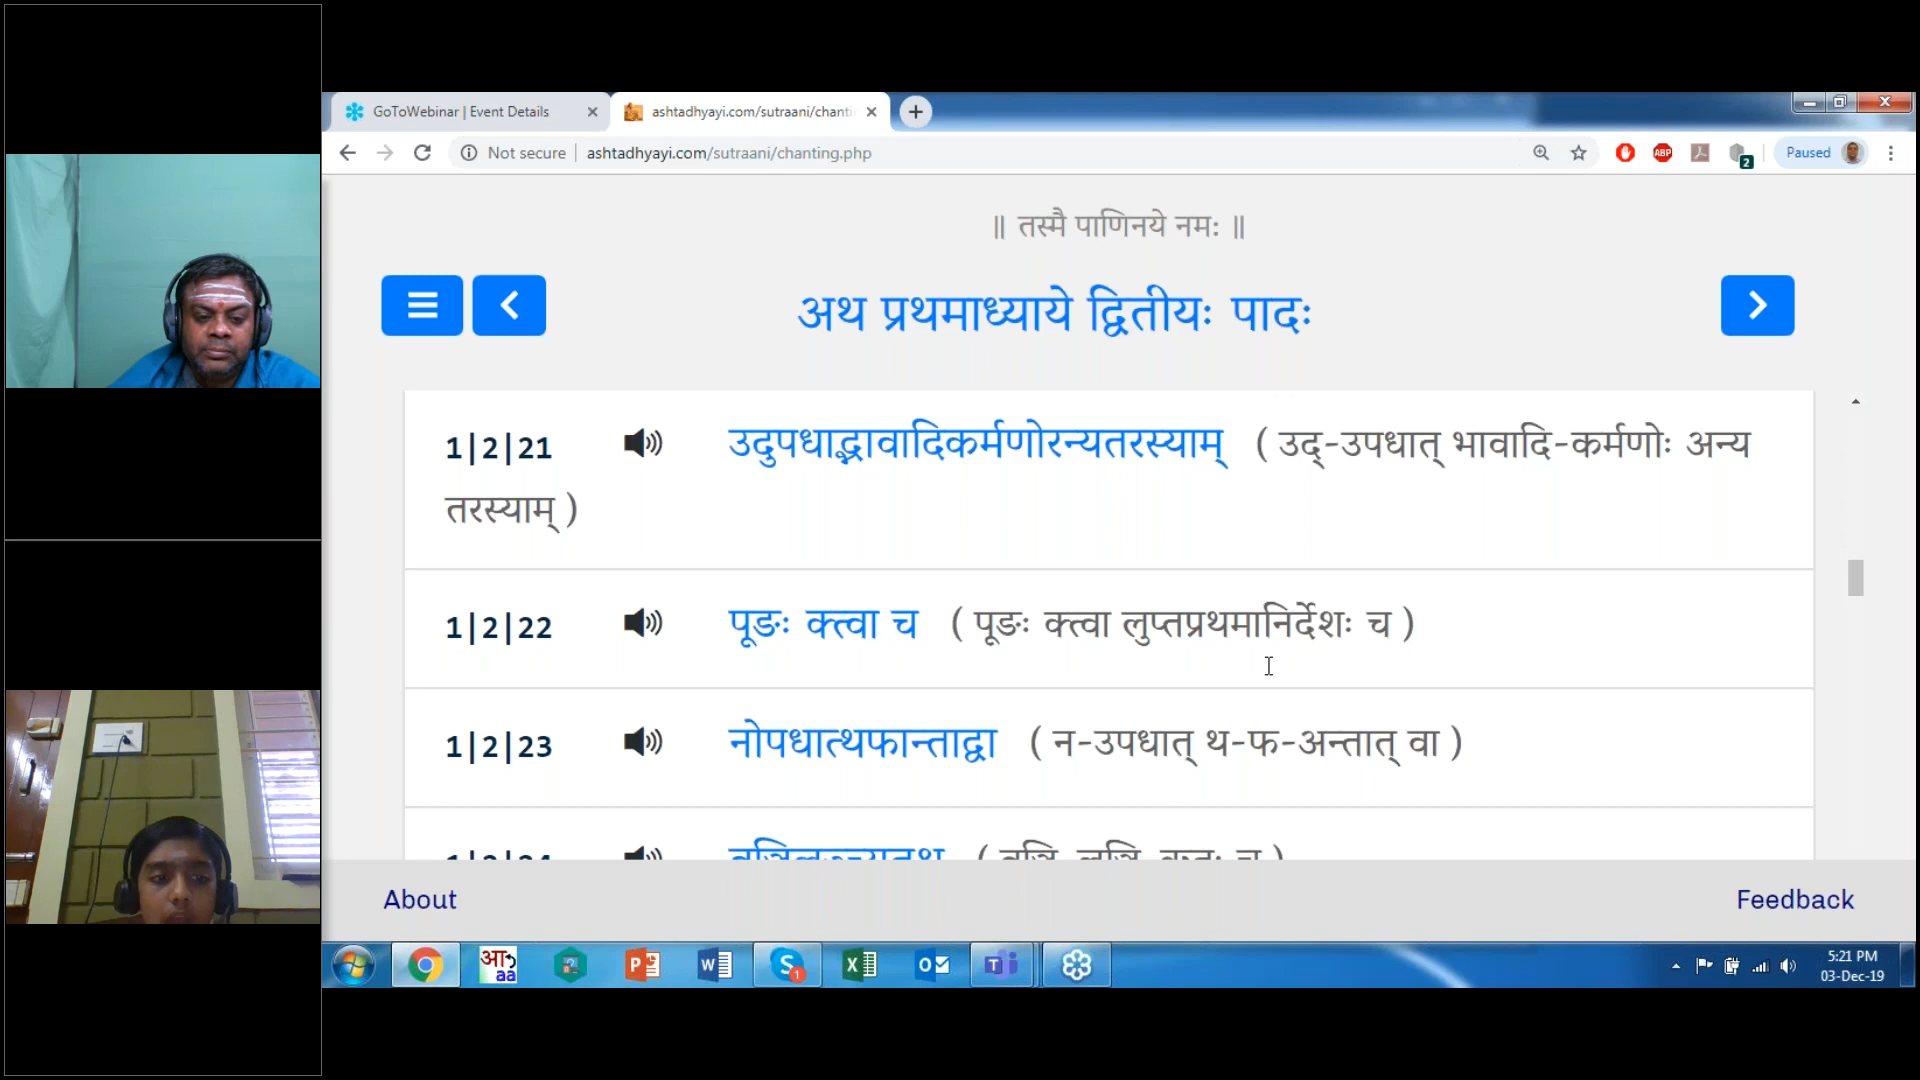 GoToWebinar | Event Details
ashtadhyayi.com/sutraani/chanti
Not secure
ashtadhyayi.com/sutraani/chanting.php
ABP
2
Paused
॥ तस्मै पाणिनये नमः ॥
अथ प्रथमाध्याये द्वितीयः पादः
1|2|21 उदुपधाद्भावादिकर्मणोरन्यतरस्याम् ( उद्-उपधात् भावादि-कर्मणोः अन्य
तरस्याम् )
1|2|22 पूङः क्त्वा च ( पूङः क्त्वा लुप्तप्रथमानिर्देशः च )
1|2|23 नोपधात्थफान्ताद्वा ( न-उपधात् थ-फ-अन्तात् वा )
About
Feedback
5:21 PM
03-Dec-19